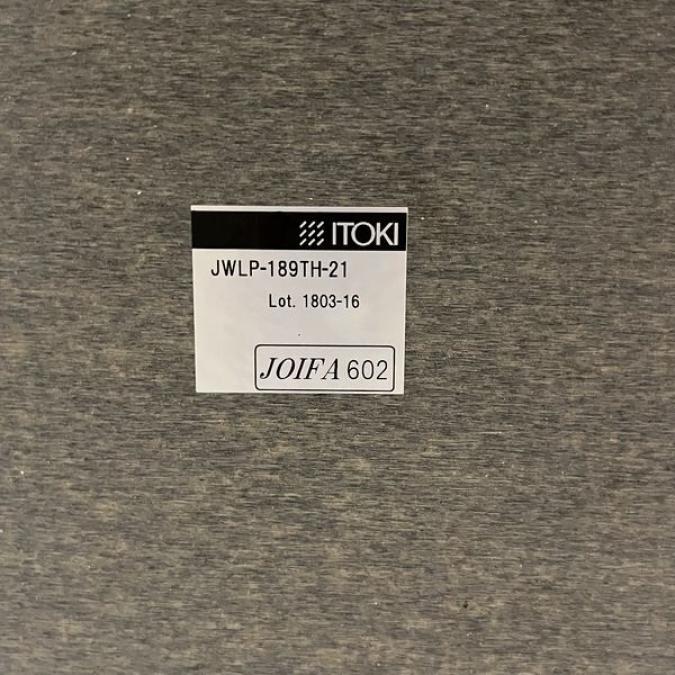 ITOKI
JWLP-189TH-21
Lot. 1803-16
JOIFA 602